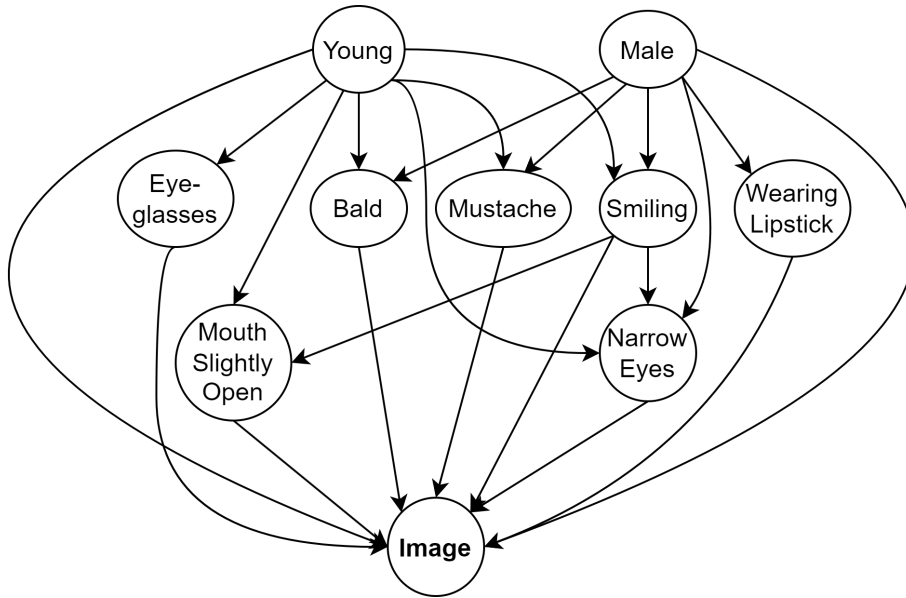 Young
Male
Eye-
glasses
Bald
Mustache
Smiling
Wearing
Lipstick
Mouth
Slightly
Open
Narrow
Eyes
Image